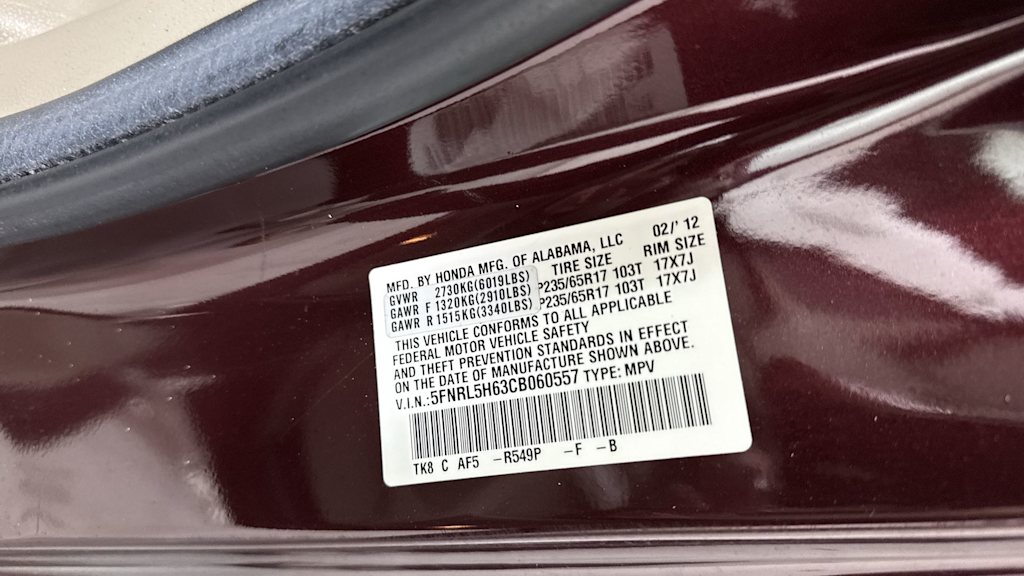 MFD. BY HONDA MFG. OF ALABAMA, LLC 02/' 12
GVWR 2730KG(6019LBS) TIRE SIZE RIM SIZE
GAWR F 1320KG(2910LBS) P235/65R17 103T 17X7J
GAWR R 1515KG(3340LBS) P235/65R17 103T 17X7J
THIS VEHICLE CONFORMS TO ALL APPLICABLE
FEDERAL MOTOR VEHICLE SAFETY
AND THEFT PREVENTION STANDARDS IN EFFECT
ON THE DATE OF MANUFACTURE SHOWN ABOVE.
V.I.N.:5FNRL5H63CB060557 TYPE: MPV
TK8 C AF5 -R549P -F -B